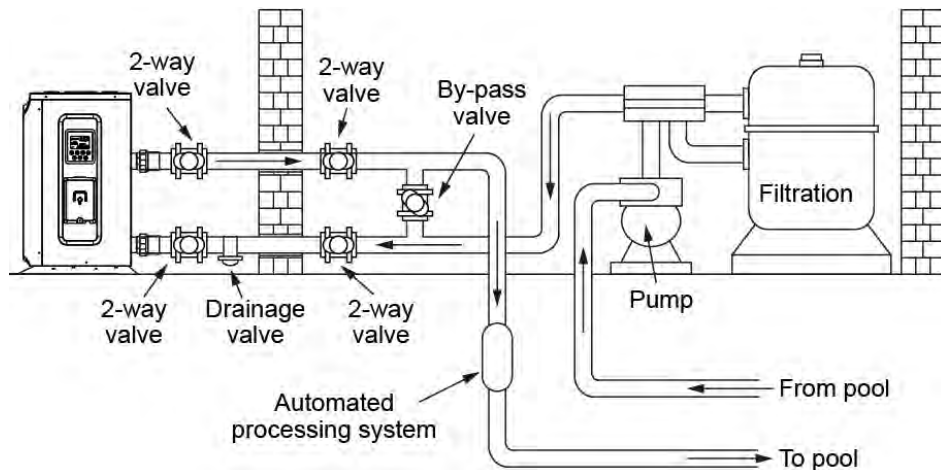 2-way
valve
2-way
valve
By-pass
valve
Filtration
2-way
valve
Drainage
valve
2-way
valve
Pump
Automated
processing system
From pool
To pool